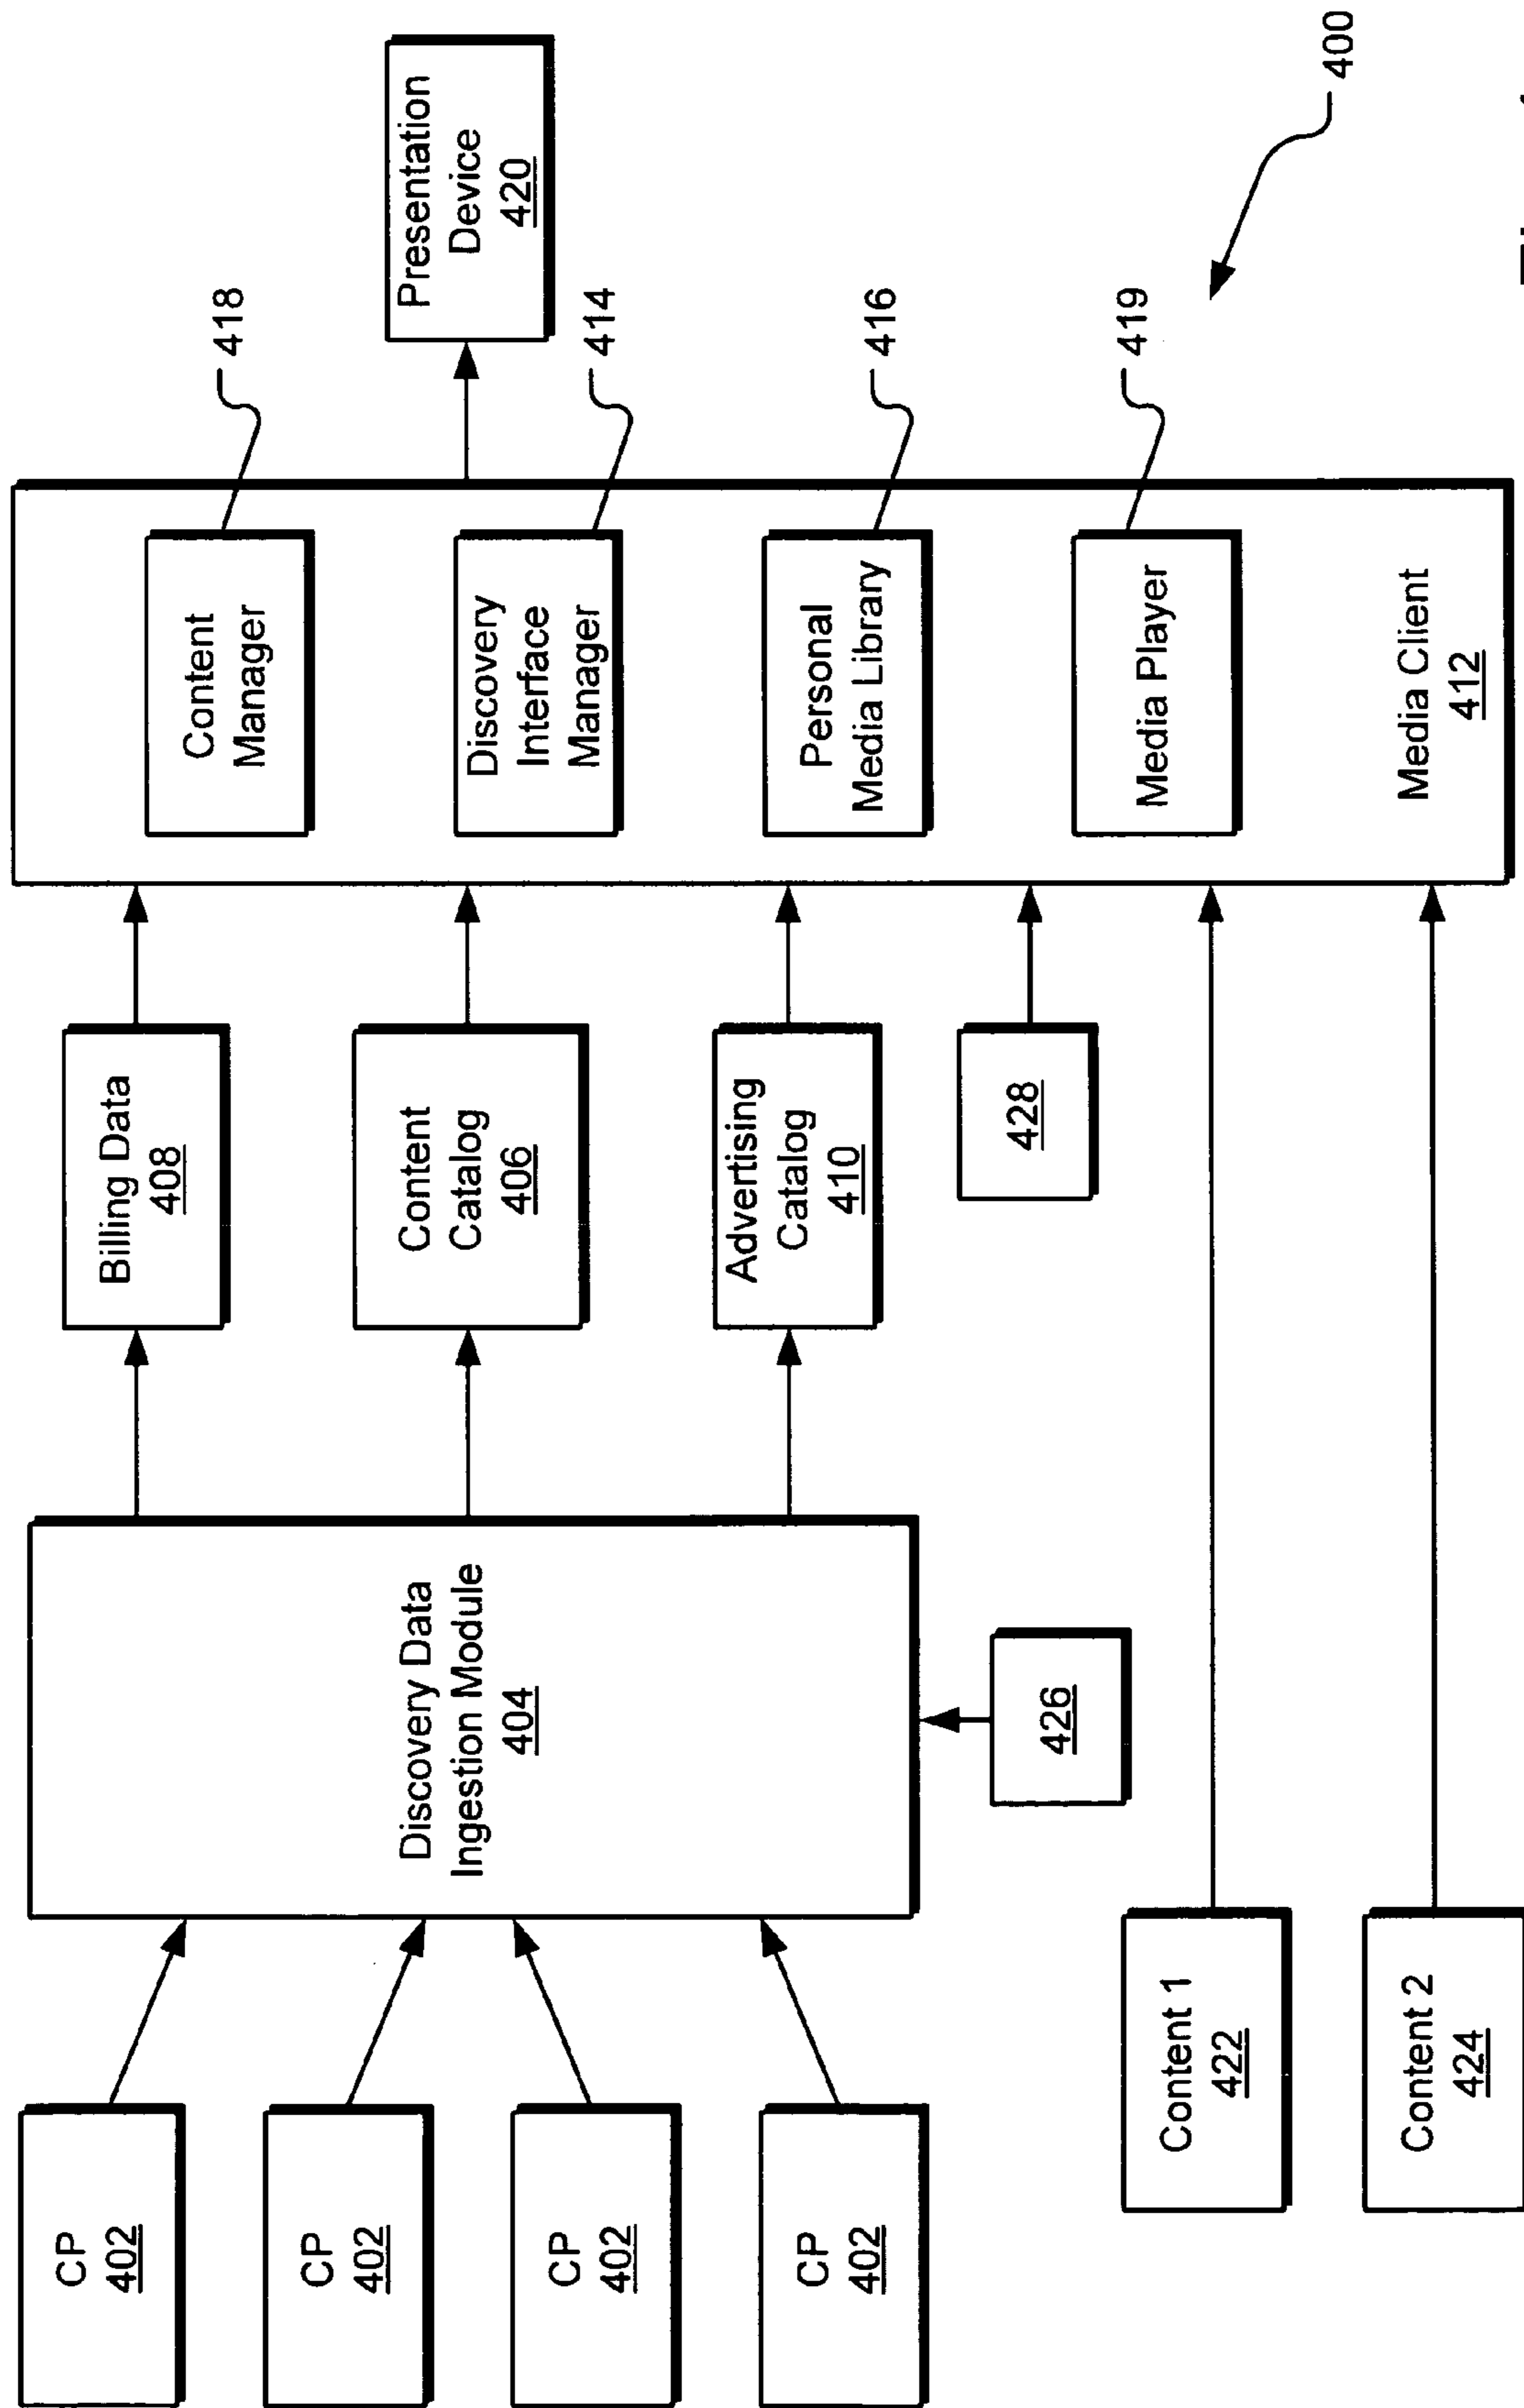 CP
402
CP
402
CP
402
CP
402
Discovery Data
Ingestion Module
404
426
Billing Data
408
Content
Catalog
406
Advertising
Catalog
410
428
Content 1
422
Content 2
424
Content
Manager
418
Discovery
Interface
Manager
414
Personal
Media Library
416
Media Player
419
Media Client
412
Presentation
Device
420
400